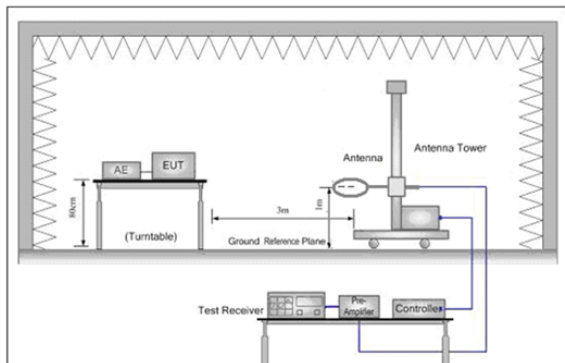 Antenna Tower
Antenna
AE
EUT
80cm
3m
1m
(Turntable)
Ground Reference Plane
Test Receiver
Pre-
Amplifier
Controller